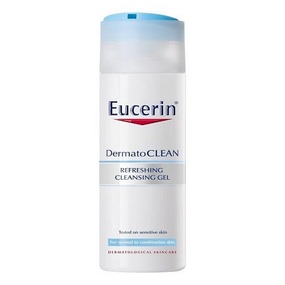 Eucerin®
DermatoCLEAN
REFRESHING
CLEANSING GEL
Tested on sensitive skin
For normal to combination skin
DERMATOLOGICAL SKINCARE